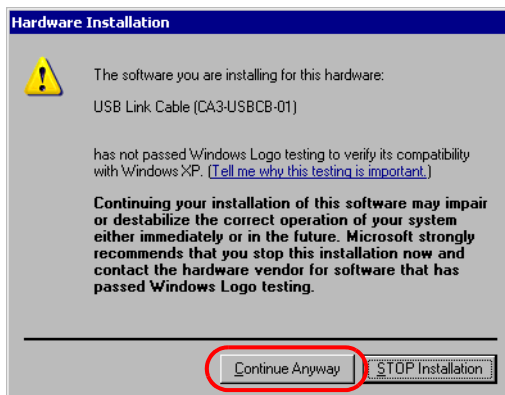 Hardware Installation
The software you are installing for this hardware:
USB Link Cable (CA3-USBCB-01)
has not passed Windows Logo testing to verify its compatibility
with Windows XP. (Tell me why this testing is important.)
Continuing your installation of this software may impair
or destabilize the correct operation of your system
either immediately or in the future. Microsoft strongly
recommends that you stop this installation now and
contact the hardware vendor for software that has
passed Windows Logo testing.
Continue Anyway STOP Installation